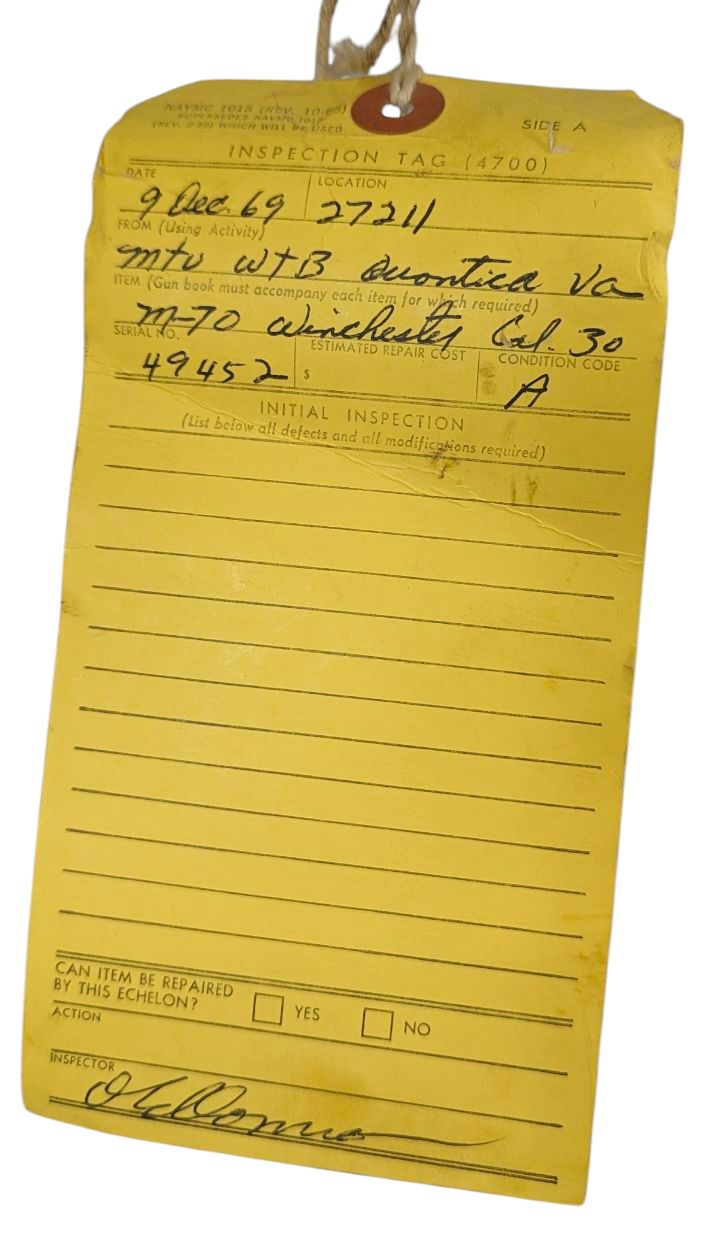 NAVMC 1018 (REV. 10-65)
SUPERSEDES NAVMC 1018
(REV. 2-59) WHICH WILL BE USED
SIDE A
INSPECTION TAG (4700)
DATE LOCATION
9 Dec. 69 27211
FROM (Using Activity)
mtu WTB Quantico Va
ITEM (Gun book must accompany each item for which required)
M-70 Winchester Cal. 30
SERIAL NO. ESTIMATED REPAIR COST CONDITION CODE
49452 $ A
INITIAL INSPECTION
(List below all defects and all modifications required)
CAN ITEM BE REPAIRED
BY THIS ECHELON? YES NO
ACTION
INSPECTOR